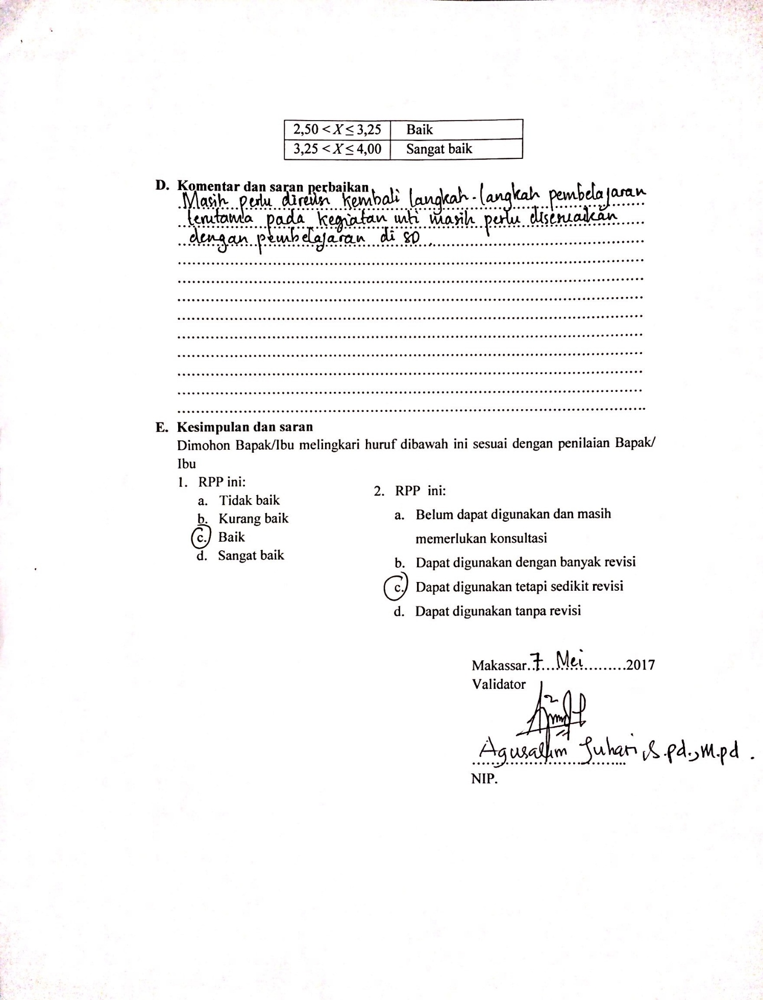 2,50 < X ≤ 3,25 Baik
3,25 < X ≤ 4,00 Sangat baik
D. Komentar dan saran perbaikan
Masih perlu direvisi kembali langkah-langkah pembelajaran
terutama pada kegiatan inti masih perlu disesuaikan
dengan pembelajaran di SD.
E. Kesimpulan dan saran
Dimohon Bapak/Ibu melingkari huruf dibawah ini sesuai dengan penilaian Bapak/
Ibu
1. RPP ini:
a. Tidak baik
b. Kurang baik
c. Baik
d. Sangat baik
2. RPP ini:
a. Belum dapat digunakan dan masih
memerlukan konsultasi
b. Dapat digunakan dengan banyak revisi
c. Dapat digunakan tetapi sedikit revisi
d. Dapat digunakan tanpa revisi
Makassar..7 Mei..........2017
Validator
Agusalim Juhari, S.pd., M.pd.
NIP.